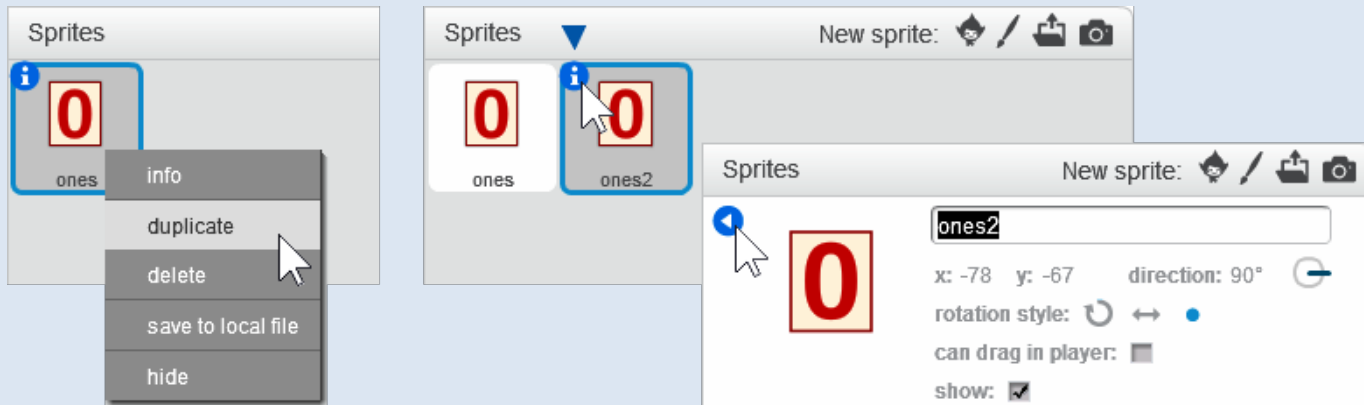 Sprites
0
ones
info
duplicate
delete
save to local file
hide
Sprites New sprite:
0 0
ones ones2
Sprites New sprite:
0
ones2
x: -78 y: -67 direction: 90°
rotation style:
can drag in player:
show: